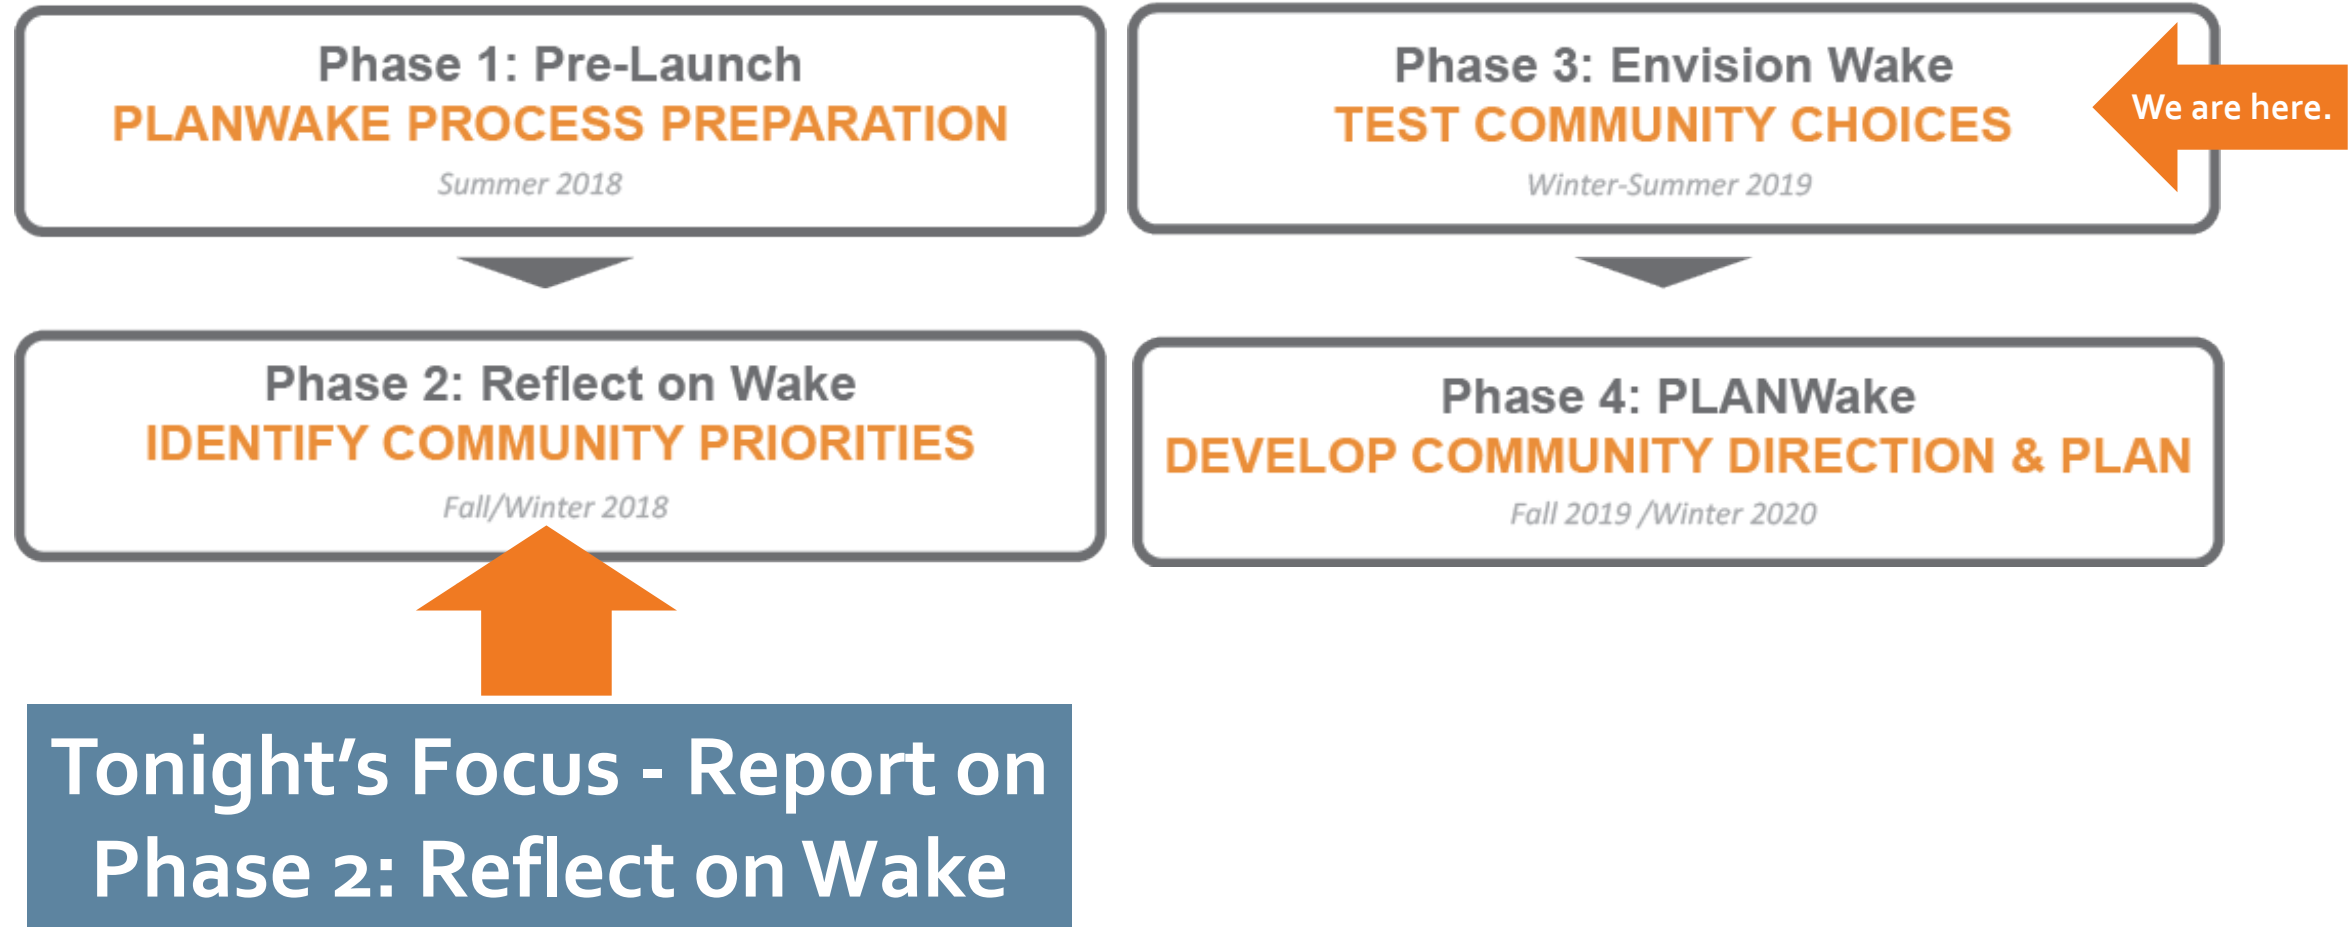 Phase 1: Pre-Launch
PLANWAKE PROCESS PREPARATION
Summer 2018
Phase 2: Reflect on Wake
IDENTIFY COMMUNITY PRIORITIES
Fall/Winter 2018
Tonight’s Focus - Report on
Phase 2: Reflect on Wake
Phase 3: Envision Wake
TEST COMMUNITY CHOICES
Winter-Summer 2019
We are here.
Phase 4: PLANWake
DEVELOP COMMUNITY DIRECTION & PLAN
Fall 2019 /Winter 2020